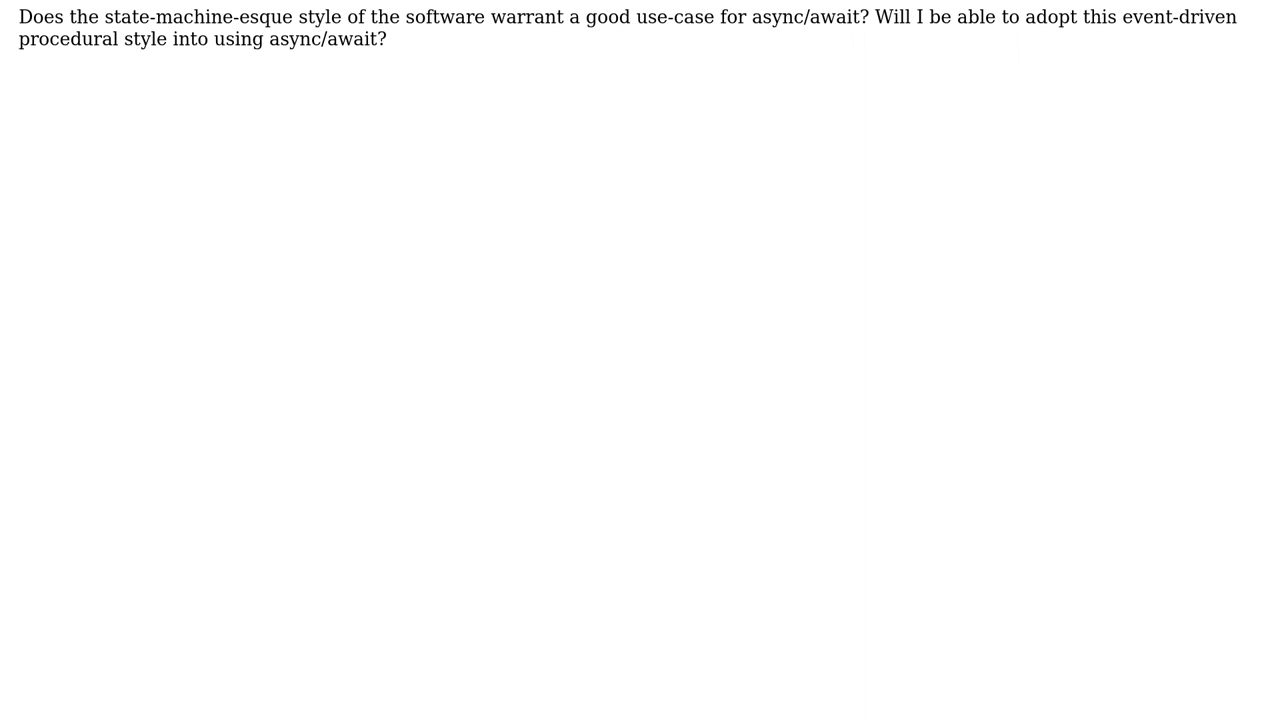 Does the state-machine-esque style of the software warrant a good use-case for async/await? Will I be able to adopt this event-driven
procedural style into using async/await?